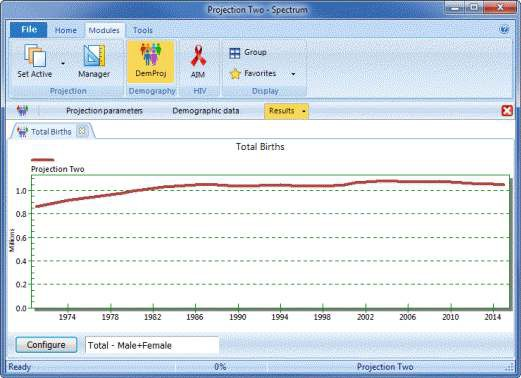 Projection Two - Spectrum
File Home Modules Tools
Set Active Manager DemProj AIM Group
Favorites
Projection Demography HIV Display
Projection parameters Demographic data Results
Total Births
Total Births
Projection Two
1.0
0.8
0.6
0.4
0.2
0.0
Millions
1974 1978 1982 1986 1990 1994 1998 2002 2006 2010 2014
Configure Total - Male+Female
Ready 0% Projection Two